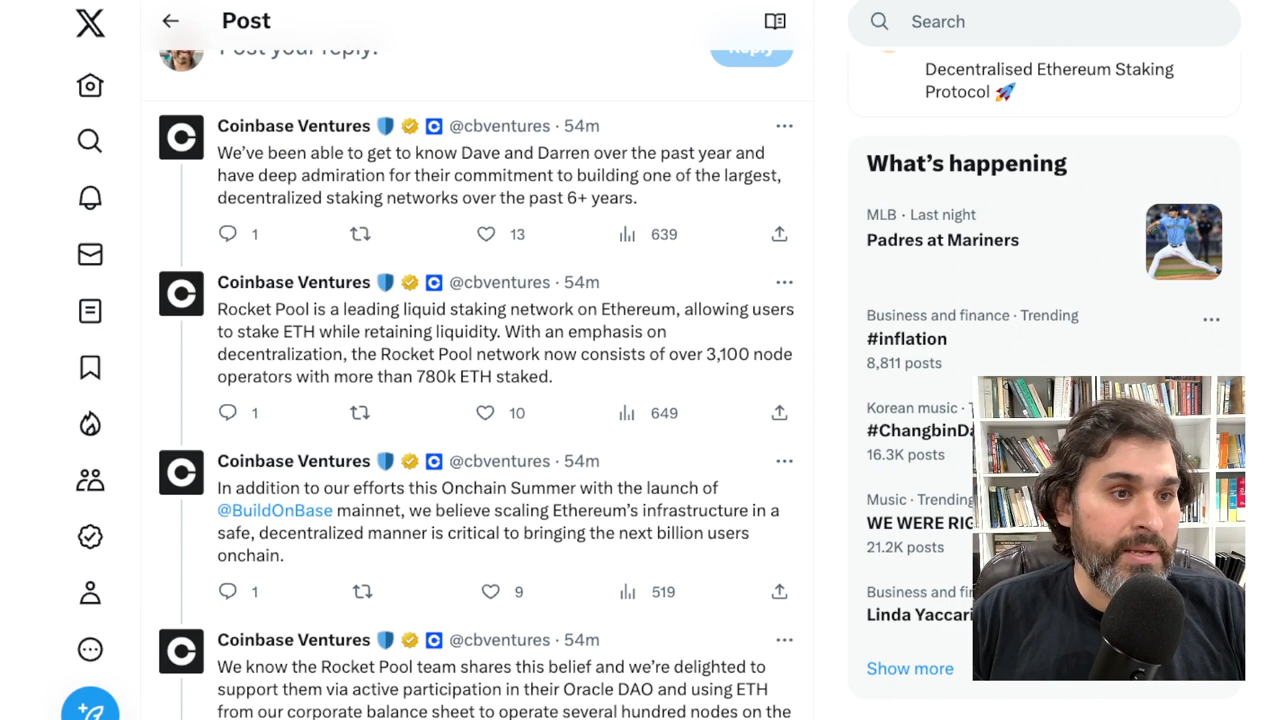 Post
Search
Post your reply!
Reply
Decentralised Ethereum Staking
Protocol 🚀
Coinbase Ventures @cbventures · 54m
We've been able to get to know Dave and Darren over the past year and
have deep admiration for their commitment to building one of the largest,
decentralized staking networks over the past 6+ years.
1 13 639
Coinbase Ventures @cbventures · 54m
Rocket Pool is a leading liquid staking network on Ethereum, allowing users
to stake ETH while retaining liquidity. With an emphasis on
decentralization, the Rocket Pool network now consists of over 3,100 node
operators with more than 780k ETH staked.
1 10 649
Coinbase Ventures @cbventures · 54m
In addition to our efforts this Onchain Summer with the launch of
@BuildOnBase mainnet, we believe scaling Ethereum's infrastructure in a
safe, decentralized manner is critical to bringing the next billion users
onchain.
1 9 519
Coinbase Ventures @cbventures · 54m
We know the Rocket Pool team shares this belief and we're delighted to
support them via active participation in their Oracle DAO and using ETH
from our corporate balance sheet to operate several hundred nodes on the
What's happening
MLB · Last night
Padres at Mariners
Business and finance · Trending
#inflation
8,811 posts
Korean music ·
#ChangbinDa
16.3K posts
Music · Trending
WE WERE RIG
21.2K posts
Business and fi
Linda Yaccari
Show more